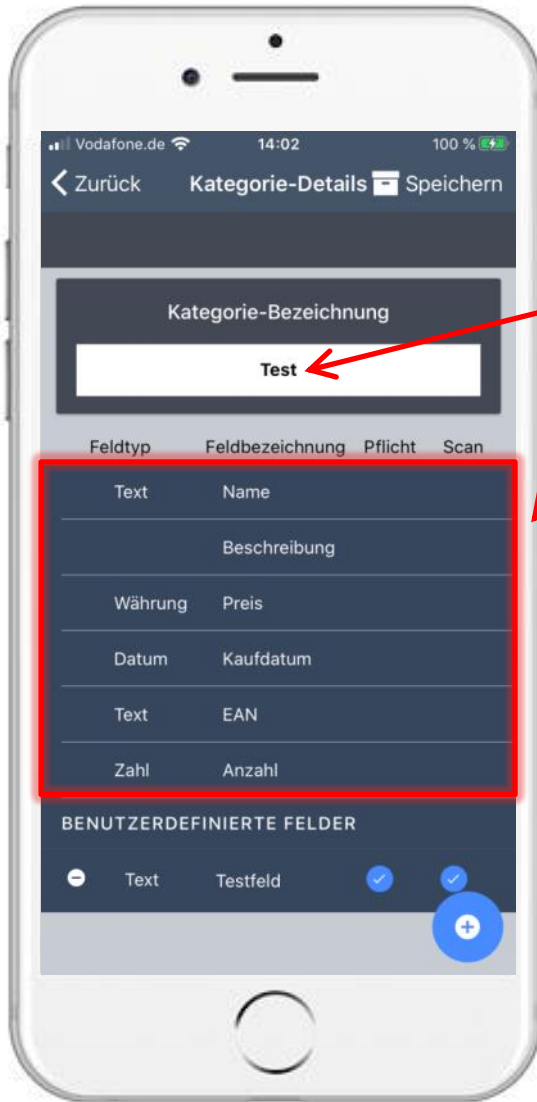 Vodafone.de 14:02 100 %
Zurück Kategorie-Details Speichern
Kategorie-Bezeichnung
Test
Feldtyp Feldbezeichnung Pflicht Scan
Text Name
Beschreibung
Währung Preis
Datum Kaufdatum
Text EAN
Zahl Anzahl
BENUTZERDEFINIERTE FELDER
Text Testfeld